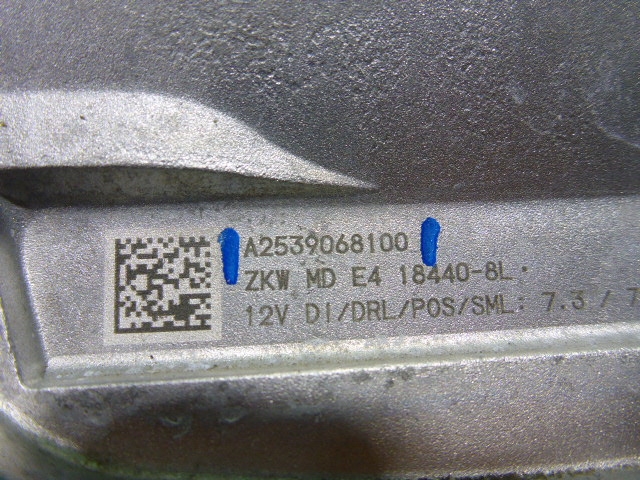 A2539068100
ZKW MD E4 18440-8L
12V DI/DRL/POS/SML: 7.3 /